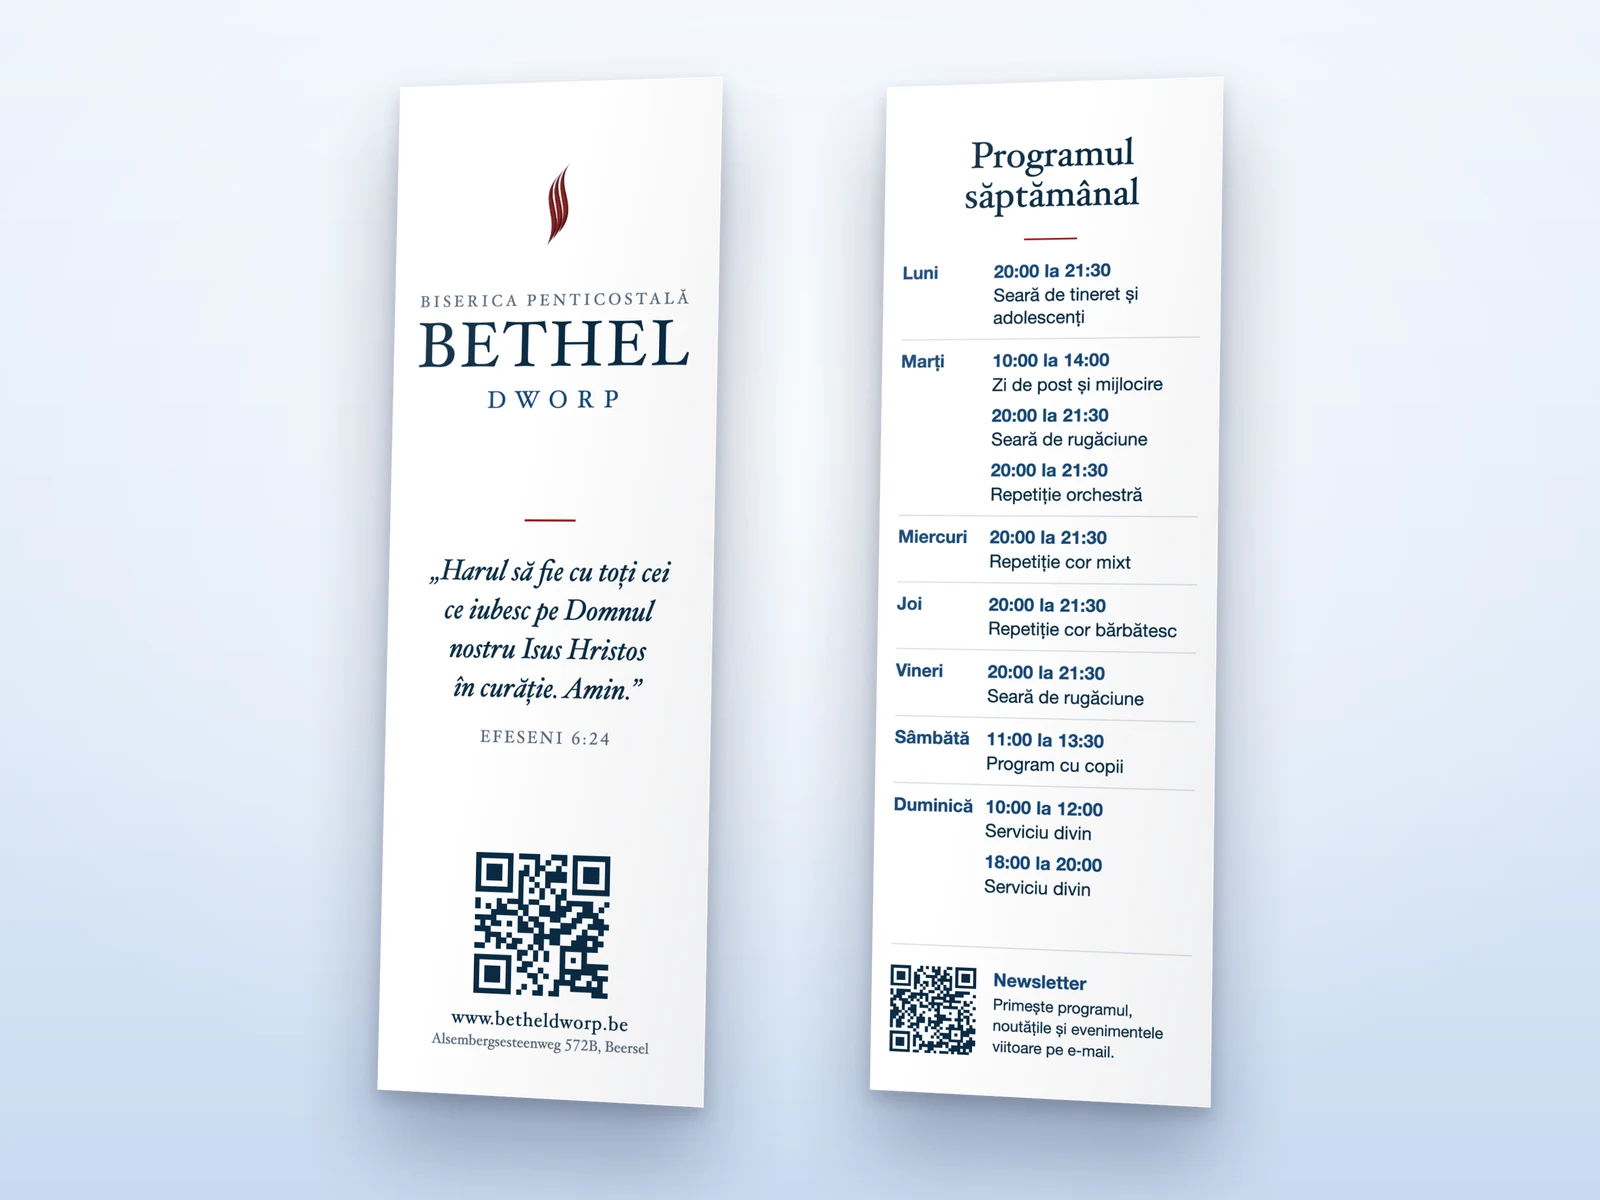 BISERICA PENTICOSTALĂ
BETHEL
DWORP
„Harul să fie cu toți cei
ce iubesc pe Domnul
nostru Isus Hristos
în curăție. Amin.”
EFESENI 6:24
www.betheldworp.be
Alsembergsesteenweg 572B, Beersel
Programul
săptămânal
Luni 20:00 la 21:30
Seară de tineret și
adolescenți
Marți 10:00 la 14:00
Zi de post și mijlocire
20:00 la 21:30
Seară de rugăciune
20:00 la 21:30
Repetiție orchestră
Miercuri 20:00 la 21:30
Repetiție cor mixt
Joi 20:00 la 21:30
Repetiție cor bărbătesc
Vineri 20:00 la 21:30
Seară de rugăciune
Sâmbătă 11:00 la 13:30
Program cu copii
Duminică 10:00 la 12:00
Serviciu divin
18:00 la 20:00
Serviciu divin
Newsletter
Primește programul,
noutățile și evenimentele
viitoare pe e-mail.